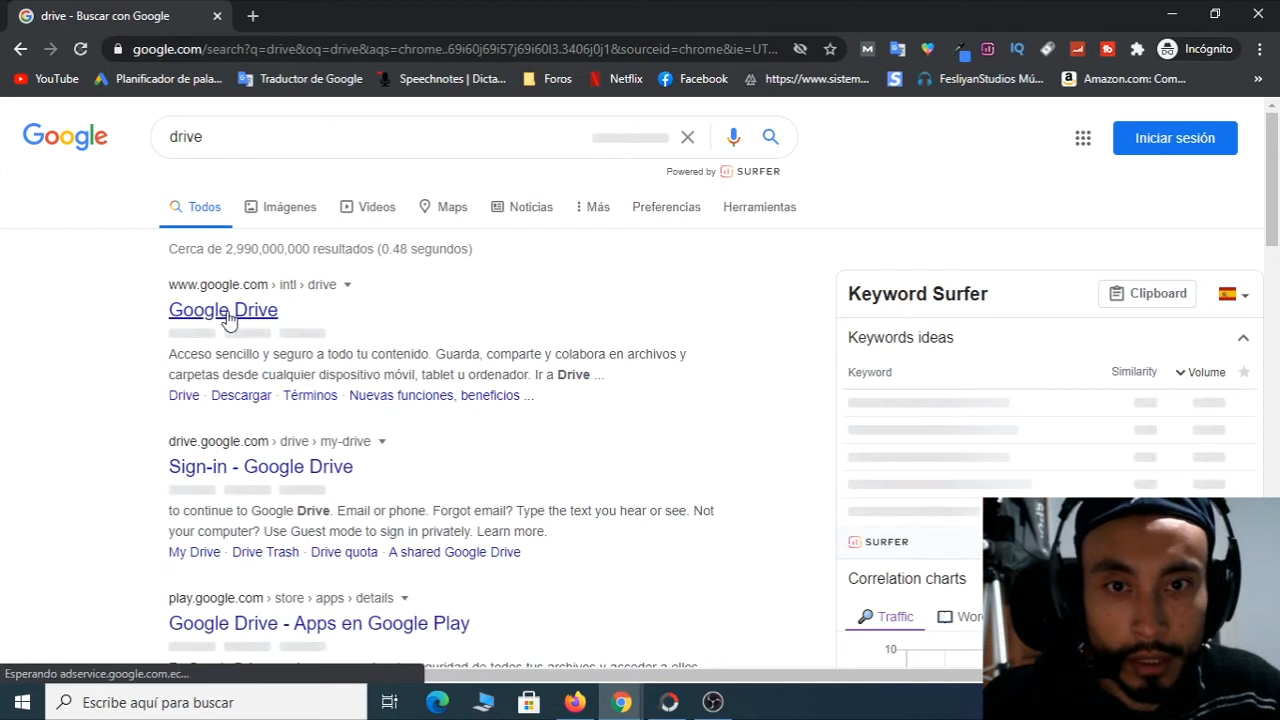 drive - Buscar con Google
google.com/search?q=drive&oq=drive&aqs=chrome..69i60j69i57j69i60l3.3406j0j1&sourceid=chrome&ie=UT...
Incógnito
YouTube
Planificador de pala...
Traductor de Google
Speechnotes | Dicta...
Foros
Netflix
Facebook
https://www.sistem...
FesliyanStudios Mú...
Amazon.com: Com...
Google
drive
Iniciar sesión
Powered by SURFER
Todos
Imágenes
Videos
Maps
Noticias
Más
Preferencias
Herramientas
Cerca de 2,990,000,000 resultados (0.48 segundos)
www.google.com › intl › drive
Google Drive
Acceso sencillo y seguro a todo tu contenido. Guarda, comparte y colabora en archivos y
carpetas desde cualquier dispositivo móvil, tablet u ordenador. Ir a Drive ...
Drive · Descargar · Términos · Nuevas funciones, beneficios ...
drive.google.com › drive › my-drive
Sign-in - Google Drive
to continue to Google Drive. Email or phone. Forgot email? Type the text you hear or see. Not
your computer? Use Guest mode to sign in privately. Learn more.
My Drive · Drive Trash · Drive quota · A shared Google Drive
play.google.com › store › apps › details
Google Drive - Apps en Google Play
Keyword Surfer
Clipboard
Keywords ideas
Keyword
Similarity
Volume
SURFER
Correlation charts
Traffic
Wor
10
Esperando adservice.google.com.ec...
Escribe aquí para buscar